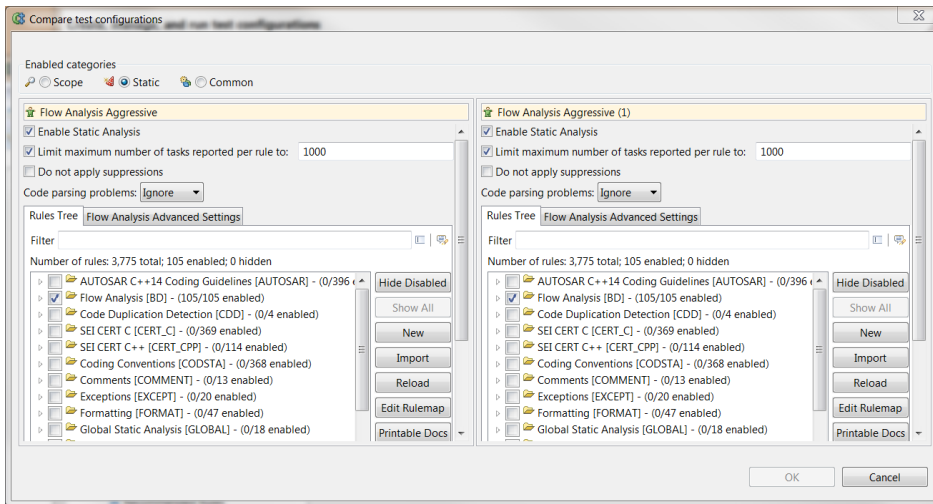 Compare test configurations
Create, manage, and run test configurations
Enabled categories
Scope Static Common
Flow Analysis Aggressive
Enable Static Analysis
Limit maximum number of tasks reported per rule to: 1000
Do not apply suppressions
Code parsing problems: Ignore
Rules Tree Flow Analysis Advanced Settings
Filter
Number of rules: 3,775 total; 105 enabled; 0 hidden
AUTOSAR C++14 Coding Guidelines [AUTOSAR] - (0/396 e
Flow Analysis [BD] - (105/105 enabled)
Code Duplication Detection [CDD] - (0/4 enabled)
SEI CERT C [CERT_C] - (0/369 enabled)
SEI CERT C++ [CERT_CPP] - (0/114 enabled)
Coding Conventions [CODSTA] - (0/368 enabled)
Comments [COMMENT] - (0/13 enabled)
Exceptions [EXCEPT] - (0/20 enabled)
Formatting [FORMAT] - (0/47 enabled)
Global Static Analysis [GLOBAL] - (0/18 enabled)
Hide Disabled
Show All
New
Import
Reload
Edit Rulemap
Printable Docs
Flow Analysis Aggressive (1)
Enable Static Analysis
Limit maximum number of tasks reported per rule to: 1000
Do not apply suppressions
Code parsing problems: Ignore
Rules Tree Flow Analysis Advanced Settings
Filter
Number of rules: 3,775 total; 105 enabled; 0 hidden
AUTOSAR C++14 Coding Guidelines [AUTOSAR] - (0/396 e
Flow Analysis [BD] - (105/105 enabled)
Code Duplication Detection [CDD] - (0/4 enabled)
SEI CERT C [CERT_C] - (0/369 enabled)
SEI CERT C++ [CERT_CPP] - (0/114 enabled)
Coding Conventions [CODSTA] - (0/368 enabled)
Comments [COMMENT] - (0/13 enabled)
Exceptions [EXCEPT] - (0/20 enabled)
Formatting [FORMAT] - (0/47 enabled)
Global Static Analysis [GLOBAL] - (0/18 enabled)
Hide Disabled
Show All
New
Import
Reload
Edit Rulemap
Printable Docs
OK Cancel